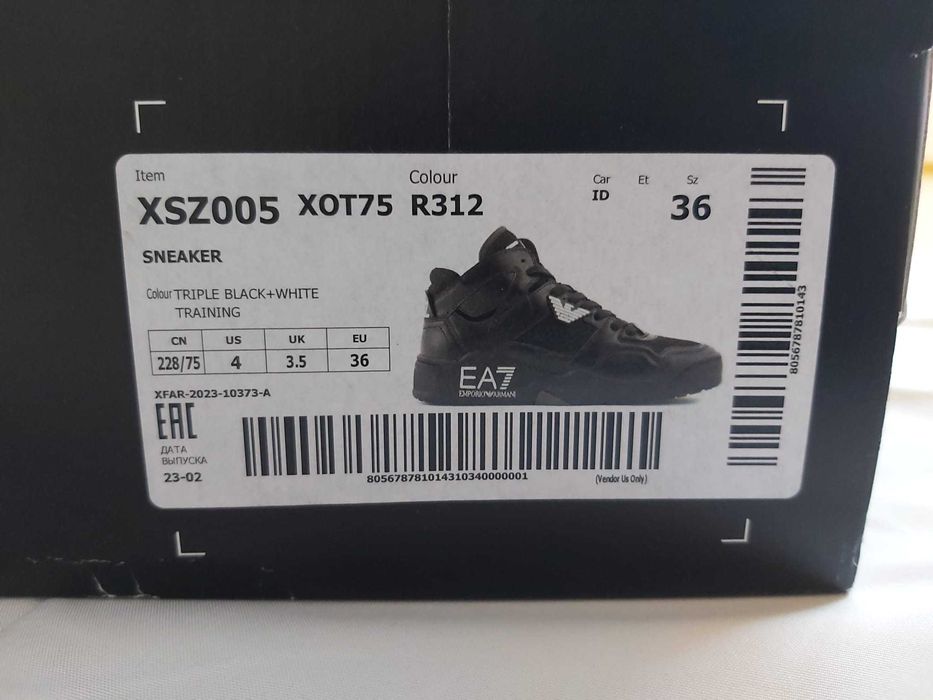 Item
Colour
Car
Et
Sz
XSZ005 XOT75 R312
ID
36
SNEAKER
Colour TRIPLE BLACK+WHITE
TRAINING
CN US UK EU
228/75 4 3.5 36
XFAR-2023-10373-A
EAC
ДАТА
ВЫПУСКА
23-02
EA7
EMPORIO ARMANI
805678781014310340000001
(Vendor Us Only)
8056787810143